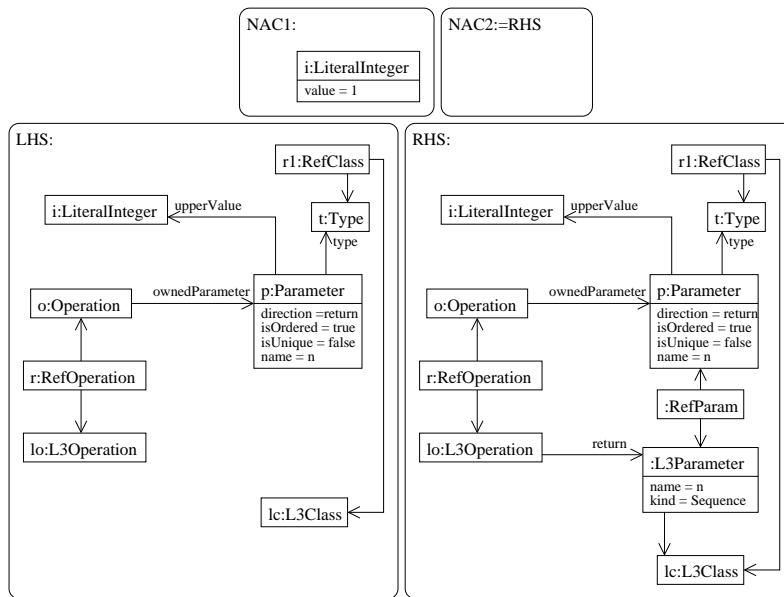 NAC1:
i:LiteralInteger
value = 1
NAC2:=RHS
LHS:
r1:RefClass
i:LiteralInteger
upperValue
t:Type
type
o:Operation
ownedParameter
p:Parameter
direction =return
isOrdered = true
isUnique = false
name = n
r:RefOperation
lo:L3Operation
lc:L3Class
RHS:
r1:RefClass
i:LiteralInteger
upperValue
t:Type
type
o:Operation
ownedParameter
p:Parameter
direction = return
isOrdered = true
isUnique = false
name = n
r:RefOperation
:RefParam
lo:L3Operation
return
:L3Parameter
name = n
kind = Sequence
lc:L3Class